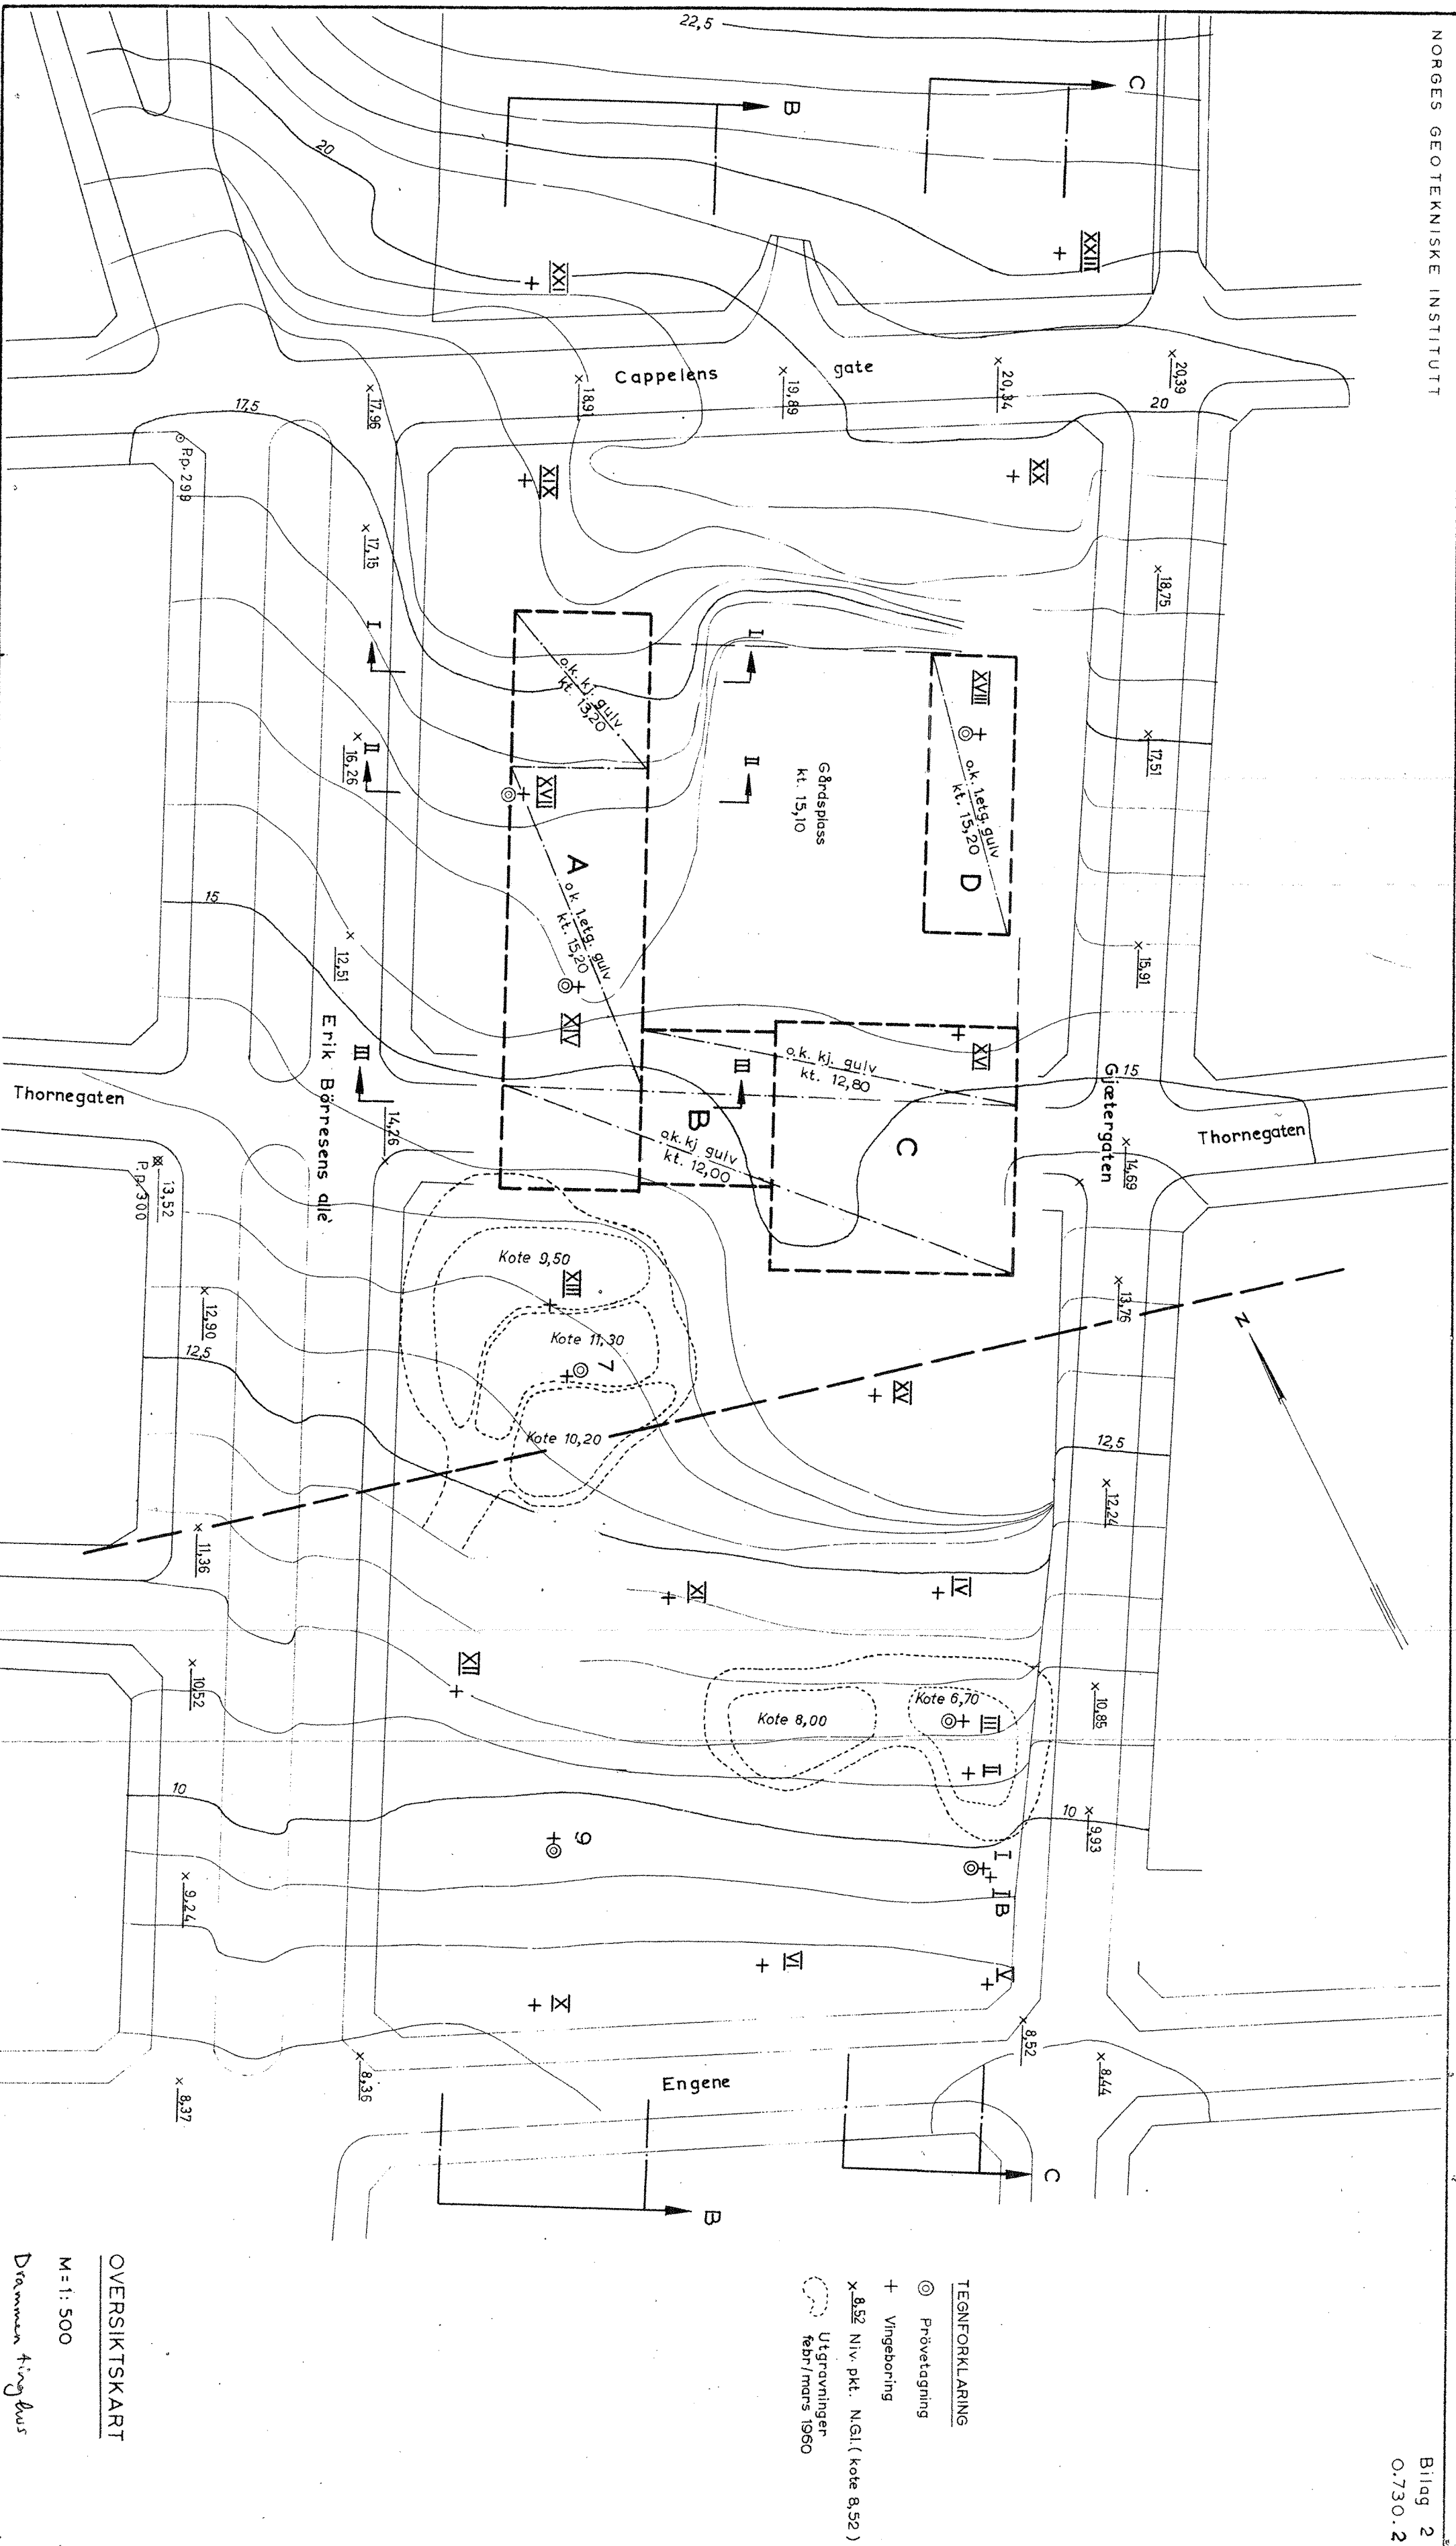 NORGES GEOTEKNISKE INSTITUTT
Bilag 2
0.730.2
22,5
C
B
20
XXIII
XXI
Cappelens gate
20,39
20,34
19,89
18,91
17,96
20
17,5
Rp. 299
XX
XIX
17,15
18,75
I
I
o.k. kj. gulv
kt. 13,20
XVIII
o.k. 1.etg. gulv
kt. 15,20
D
17,51
II
16,26
II
Gårdsplass
kt. 15,10
XVII
A
o.k. 1.etg. gulv
kt. 15,20
XIV
15
12,51
15,91
Erik Börresens alle'
III
III
14,26
XV
o.k. kj. gulv
kt. 12,80
B
C
o.k. kj gulv
kt. 12,00
Gjætergaten
15
Thornegaten
Thornegaten
14,69
13,52
P.p. 300
Kote 9,50
XIII
Kote 11,30
7
Kote 10,20
12,90
12,5
13,76
N
XV
12,5
12,24
11,36
XI
IV
XII
10,52
Kote 8,00
Kote 6,70
III
II
10,85
10
10
9,93
9
I
I B
9,24
VI
V
X
8,52
8,44
8,36
8,37
Engene
C
B
TEGNFORKLARING
Prövetagning
Vingeboring
x 8,52 Niv. pkt. N.G.I. ( kote 8,52 )
Utgravninger
febr/mars 1960
OVERSIKTSKART
M = 1: 500
Drammen tinghus